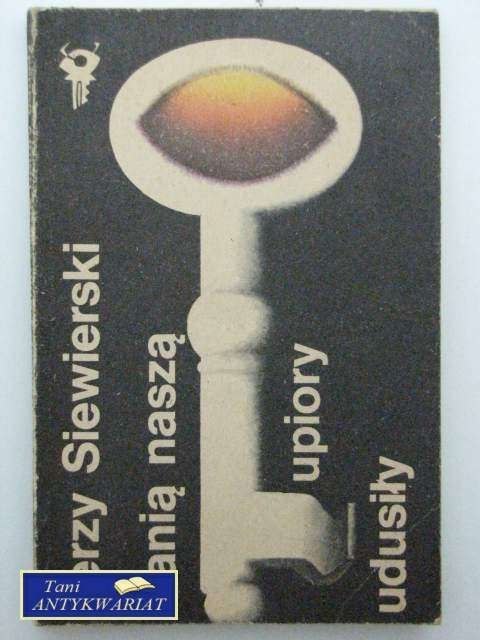 erzy Siewierski
anią naszą
upiory
udusiły
Tani
ANTYKWARIAT